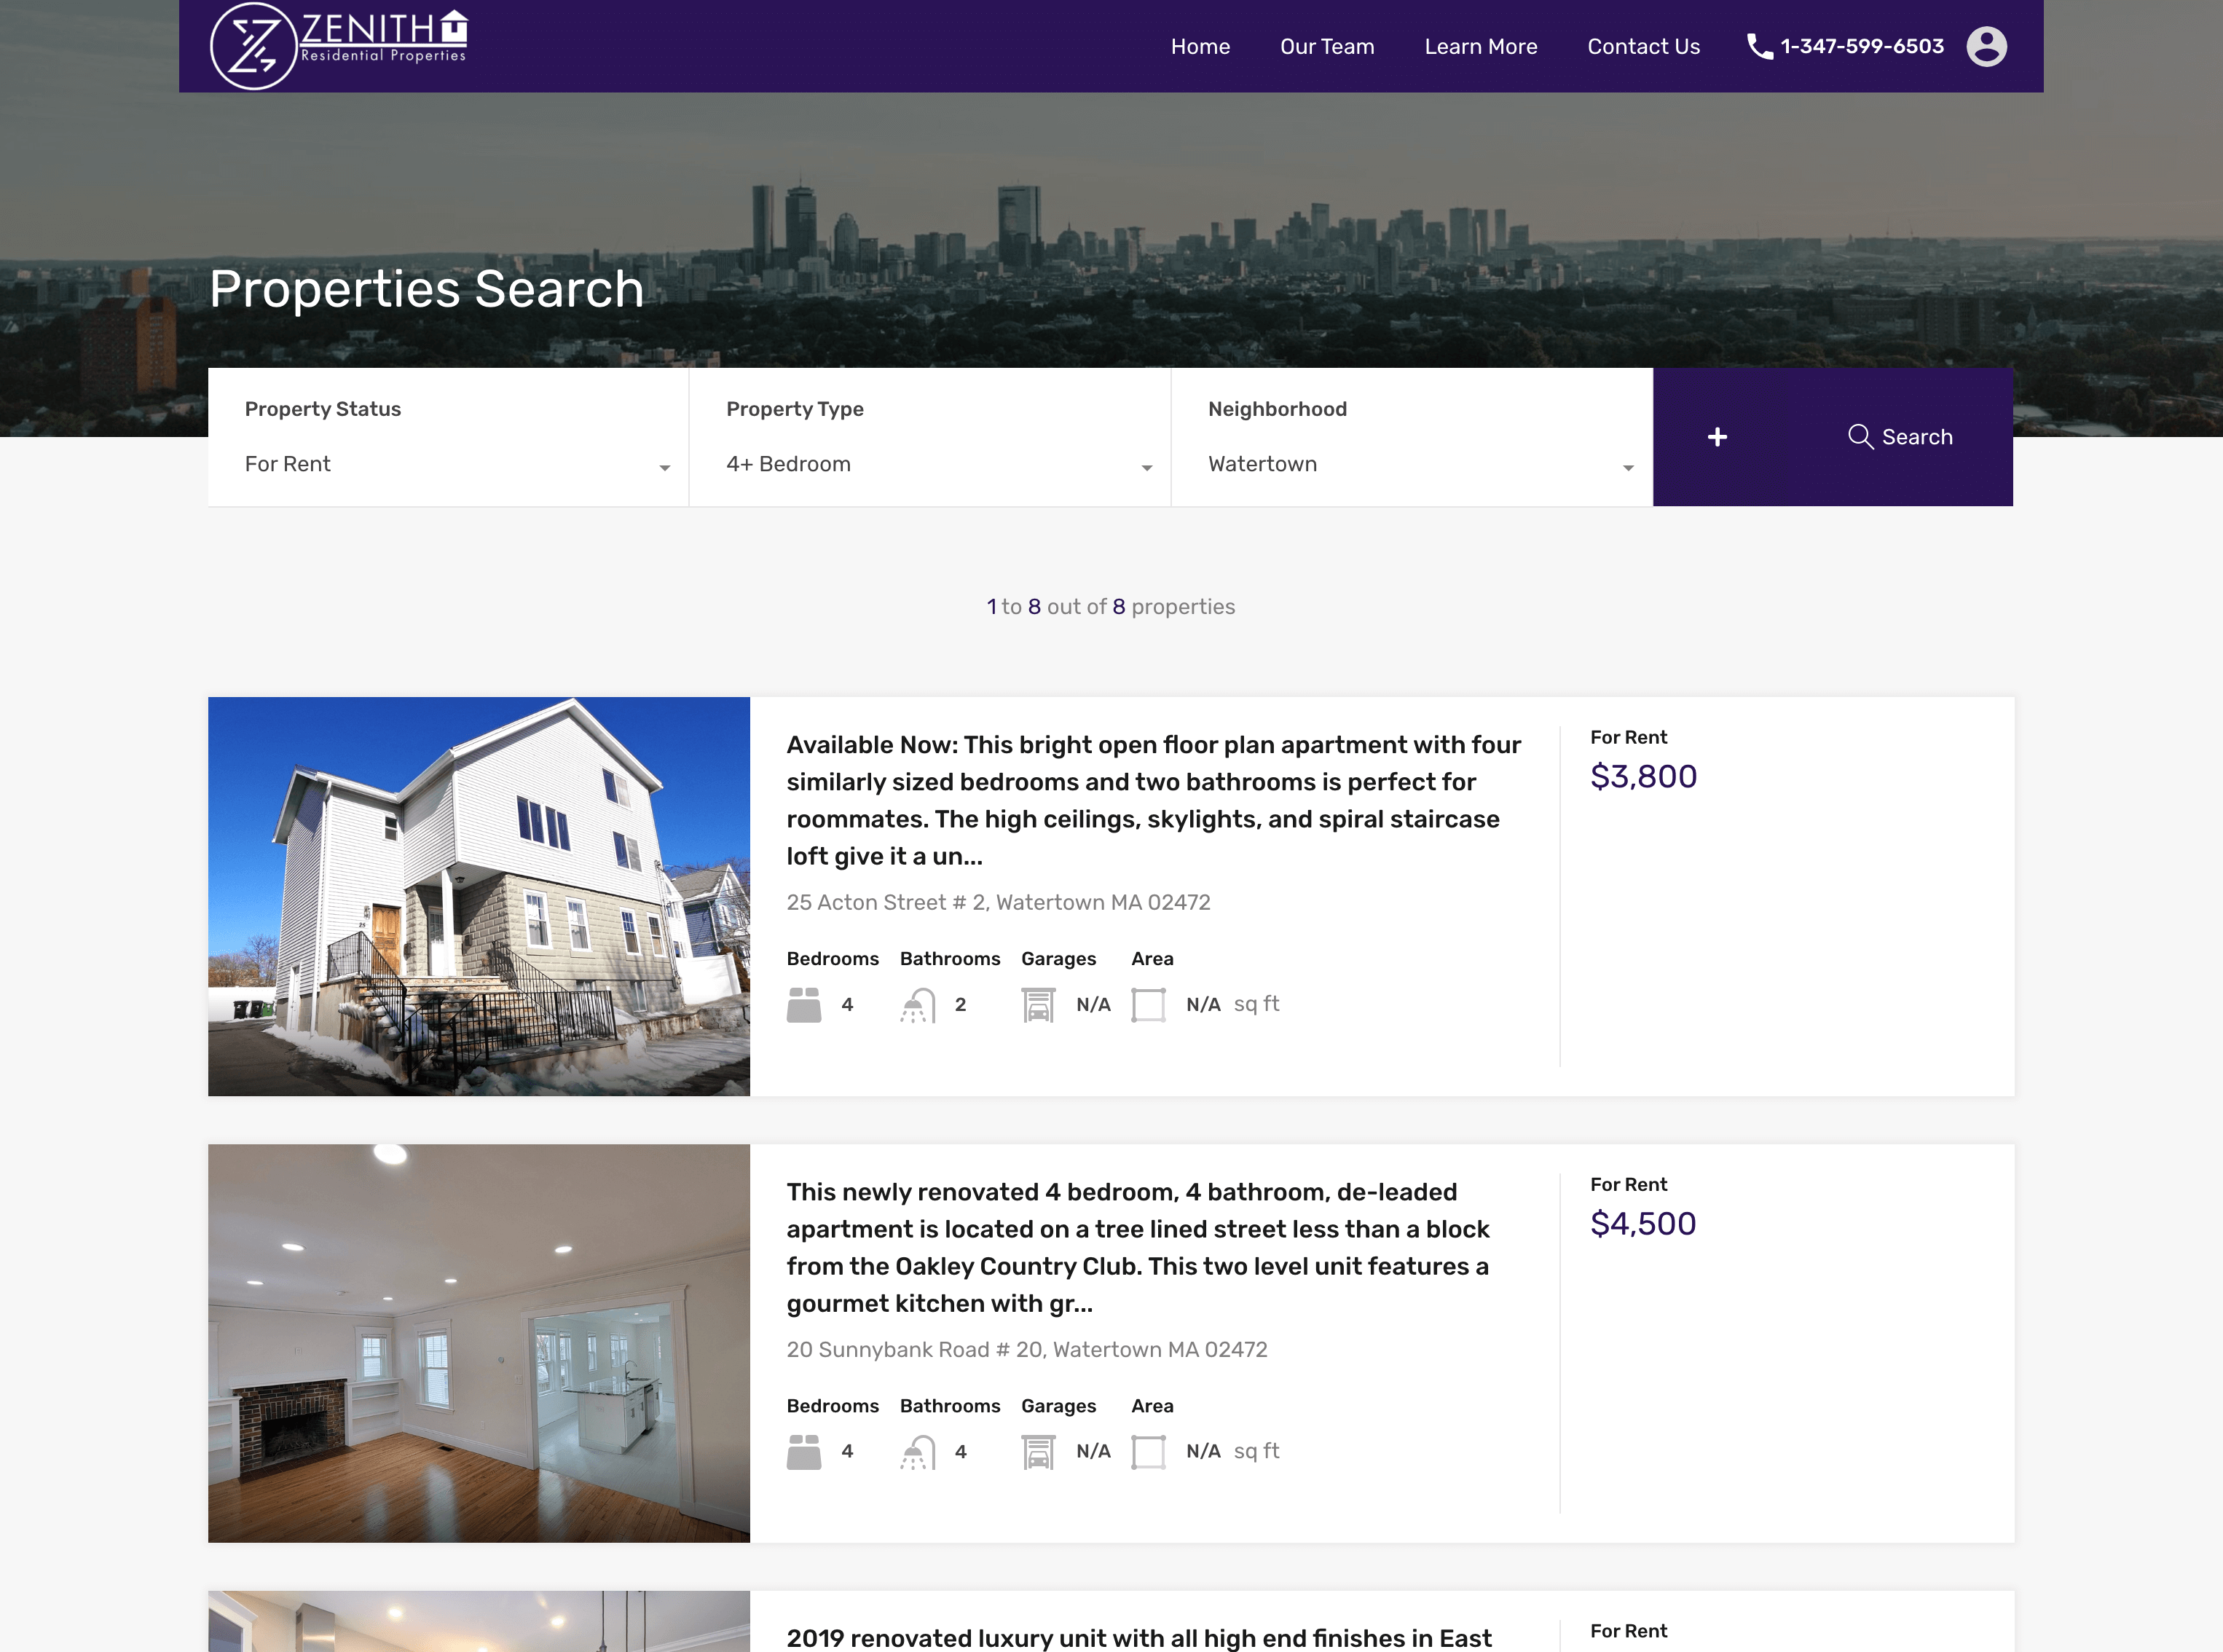 ZENITH
Residential Properties
Home
Our Team
Learn More
Contact Us
1-347-599-6503
Properties Search
Property Status
For Rent
Property Type
4+ Bedroom
Neighborhood
Watertown
+
Search
1 to 8 out of 8 properties
Available Now: This bright open floor plan apartment with four
similarly sized bedrooms and two bathrooms is perfect for
roommates. The high ceilings, skylights, and spiral staircase
loft give it a un...
25 Acton Street # 2, Watertown MA 02472
Bedrooms Bathrooms Garages Area
4 2 N/A N/A sq ft
For Rent
$3,800
This newly renovated 4 bedroom, 4 bathroom, de-leaded
apartment is located on a tree lined street less than a block
from the Oakley Country Club. This two level unit features a
gourmet kitchen with gr...
20 Sunnybank Road # 20, Watertown MA 02472
Bedrooms Bathrooms Garages Area
4 4 N/A N/A sq ft
For Rent
$4,500
2019 renovated luxury unit with all high end finishes in East
For Rent